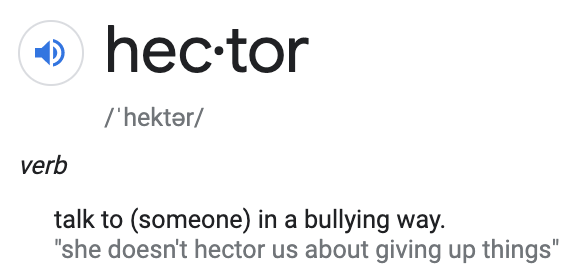 hec·tor
/ˈhektər/
verb
talk to (someone) in a bullying way.
"she doesn't hector us about giving up things"